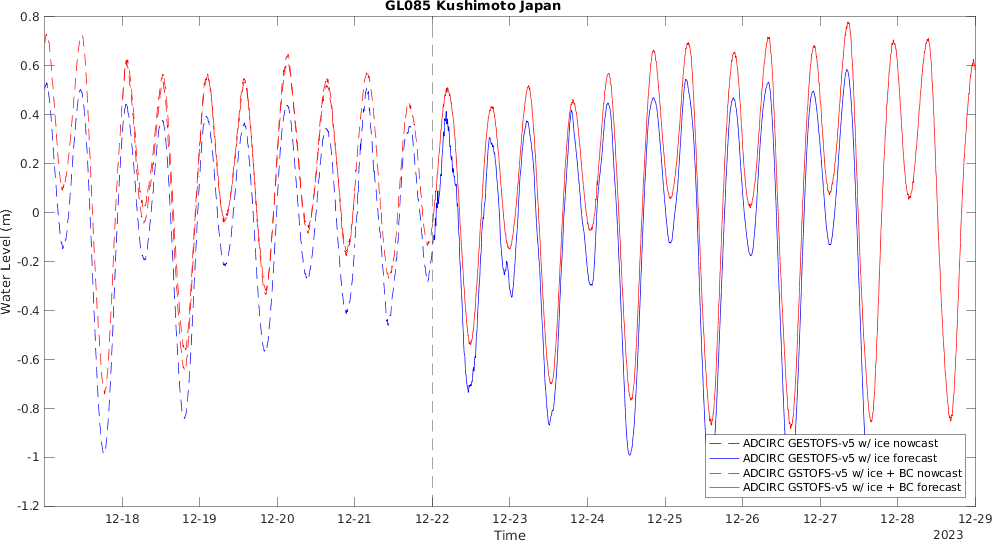 GL085 Kushimoto Japan
Water Level (m)
0.8
0.6
0.4
0.2
0
-0.2
-0.4
-0.6
-0.8
-1
-1.2
ADCIRC GESTOFS-v5 w/ ice nowcast
ADCIRC GESTOFS-v5 w/ ice forecast
ADCIRC GSTOFS-v5 w/ ice + BC nowcast
ADCIRC GSTOFS-v5 w/ ice + BC forecast
12-18 12-19 12-20 12-21 12-22 12-23 12-24 12-25 12-26 12-27 12-28 12-29
Time
2023